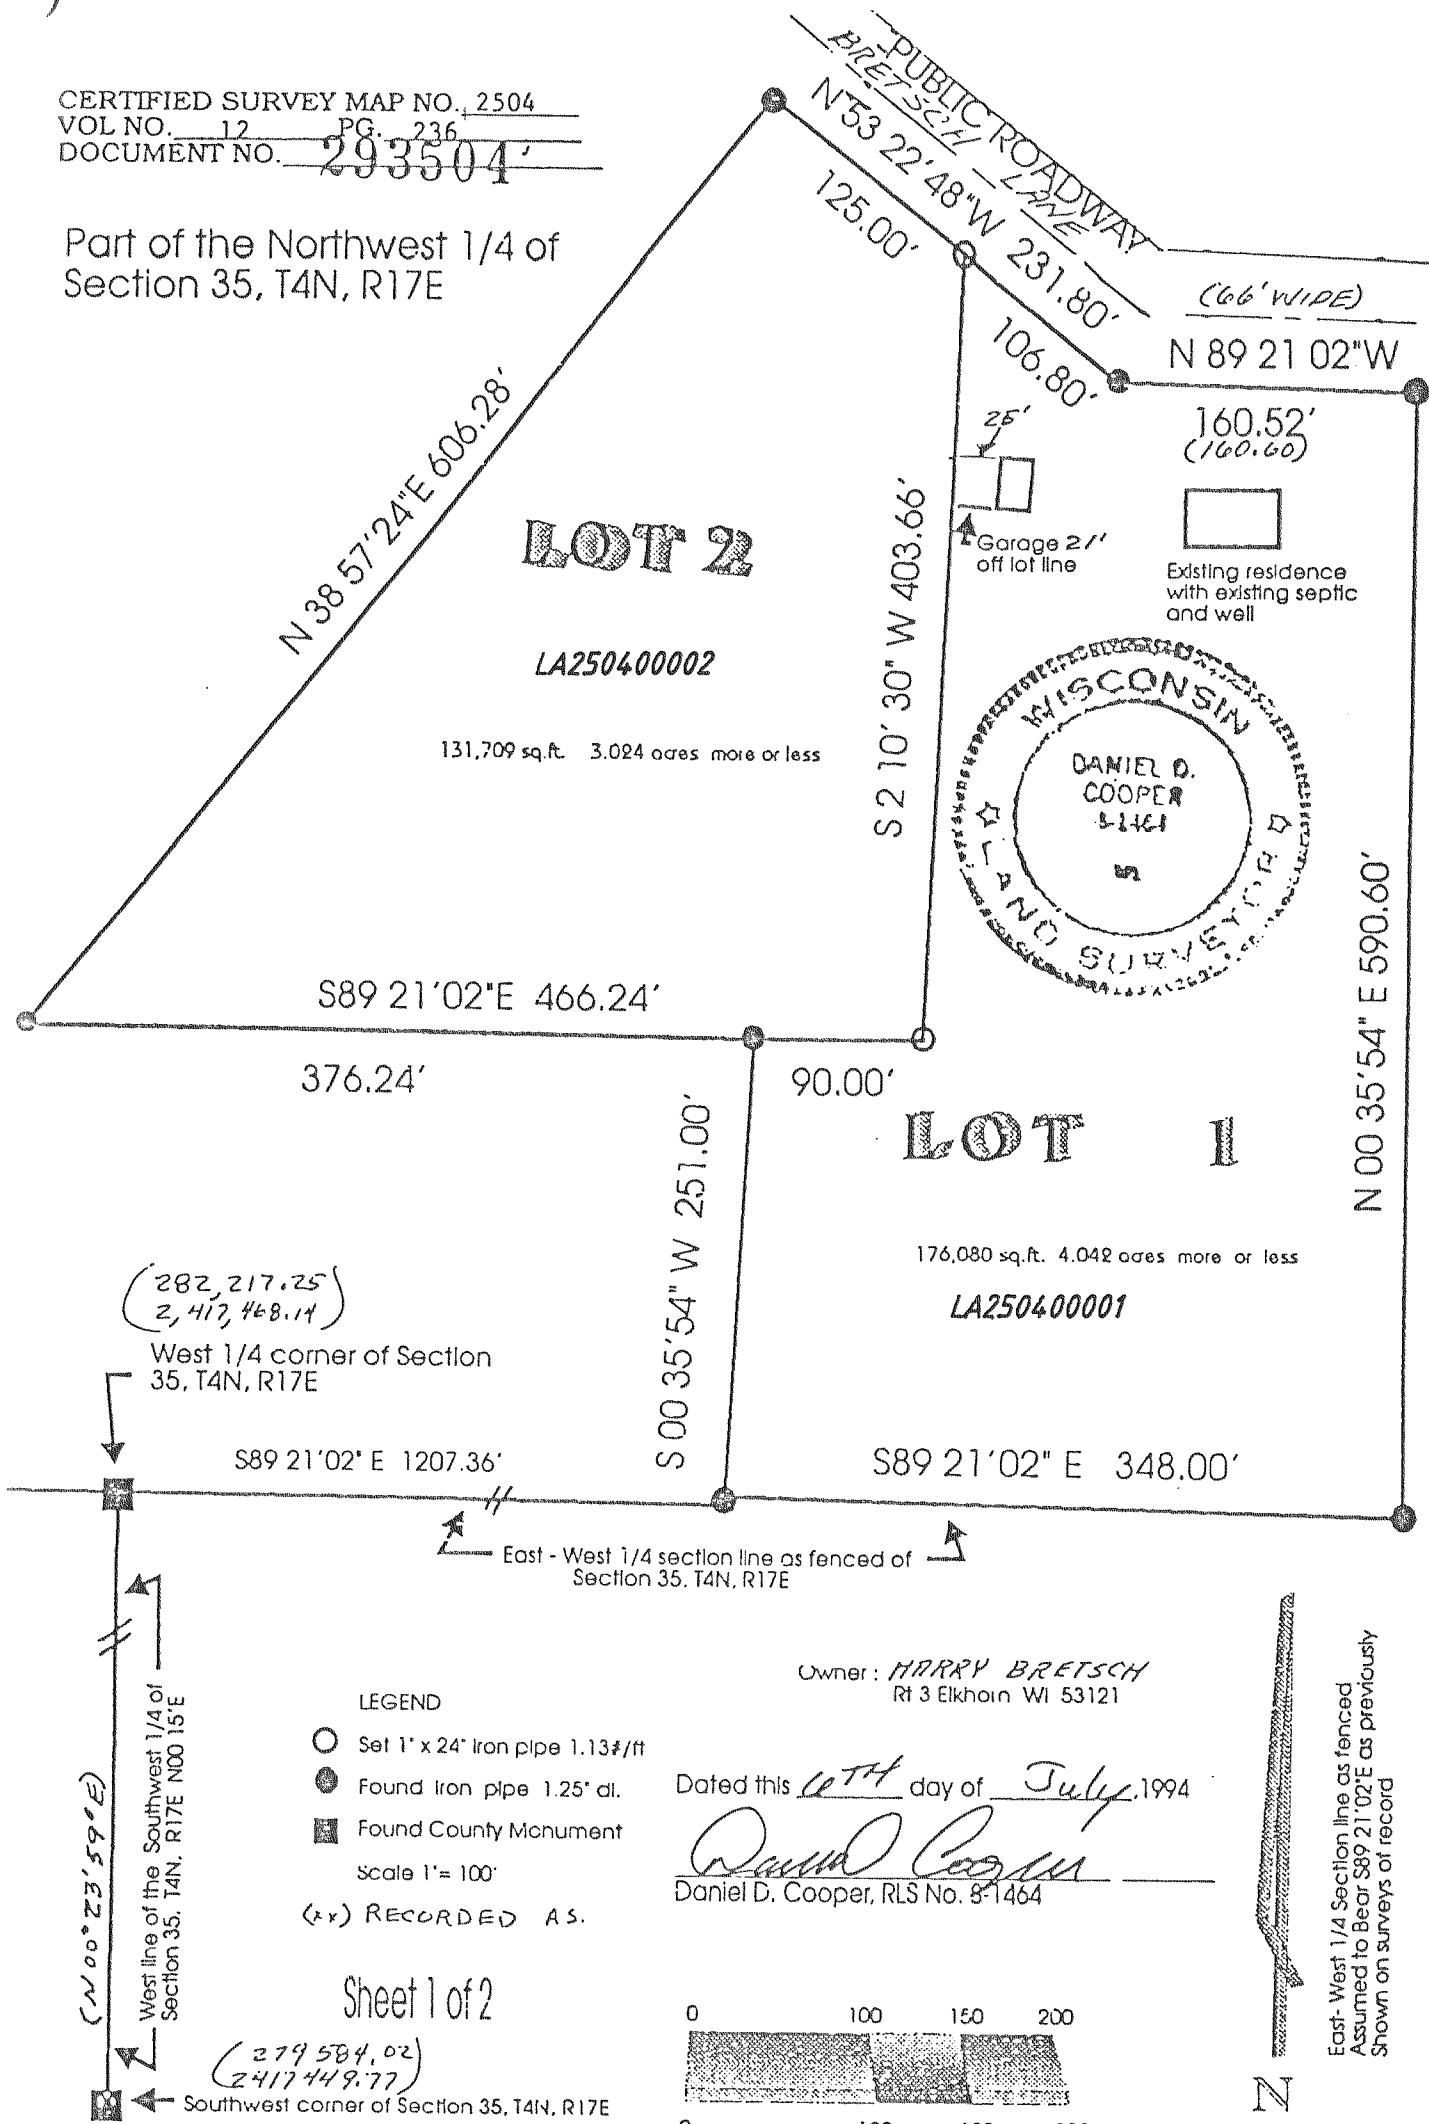 CERTIFIED SURVEY MAP NO. 2504
VOL NO. 12 PG. 236
DOCUMENT NO. 293504
Part of the Northwest 1/4 of
Section 35, T4N, R17E
PUBLIC ROADWAY
BRETSCH LANE
N 53 22'48"W 231.80'
125.00'
106.80'
(66' WIDE)
N 89 21 02"W
160.52'
(160.60)
N 38 57'24"E 606.28'
LOT 2
LA250400002
131,709 sq.ft. 3.024 acres more or less
S 2 10' 30" W 403.66'
Garage 21'
off lot line
Existing residence
with existing septic
and well
WISCONSIN
DANIEL D.
COOPER
LAND SURVEYOR
N 00 35'54" E 590.60'
S89 21'02"E 466.24'
376.24'
90.00'
LOT 1
176,080 sq.ft. 4.042 acres more or less
LA250400001
S 00 35'54" W 251.00'
(282,217.25
2,417,468.14)
West 1/4 corner of Section
35, T4N, R17E
S89 21'02" E 1207.36'
S89 21'02" E 348.00'
East - West 1/4 section line as fenced of
Section 35, T4N, R17E
West line of the Southwest 1/4 of
Section 35, T4N, R17E N00 15'E
(N 00° 23' 59" E)
LEGEND
Set 1" x 24" iron pipe 1.13#/ft
Found iron pipe 1.25" di.
Found County Monument
Scale 1"= 100'
(xx) RECORDED AS.
Sheet 1 of 2
(279584.02
2417449.77)
Southwest corner of Section 35, T4N, R17E
Owner: HARRY BRETSCH
Rt 3 Elkhorn WI 53121
Dated this 6TH day of July, 1994
Daniel Cooper
Daniel D. Cooper, RLS No. S-1464
0 100 150 200
N
East- West 1/4 Section line as fenced
Assumed to Bear S89 21'02"E as previously
Shown on surveys of record